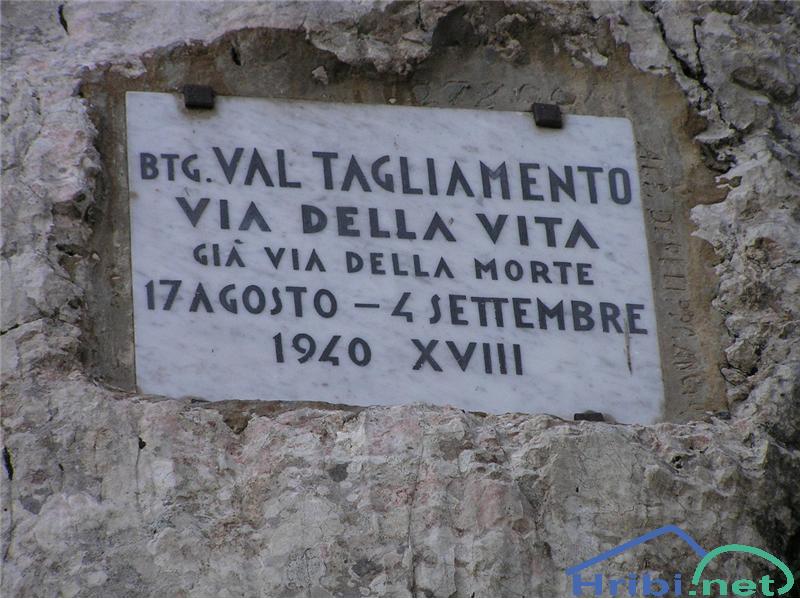 BTG. VAL TAGLIAMENTO
VIA DELLA VITA
GIÀ VIA DELLA MORTE
17 AGOSTO – 4 SETTEMBRE
1940 XVIII
Hribi.net